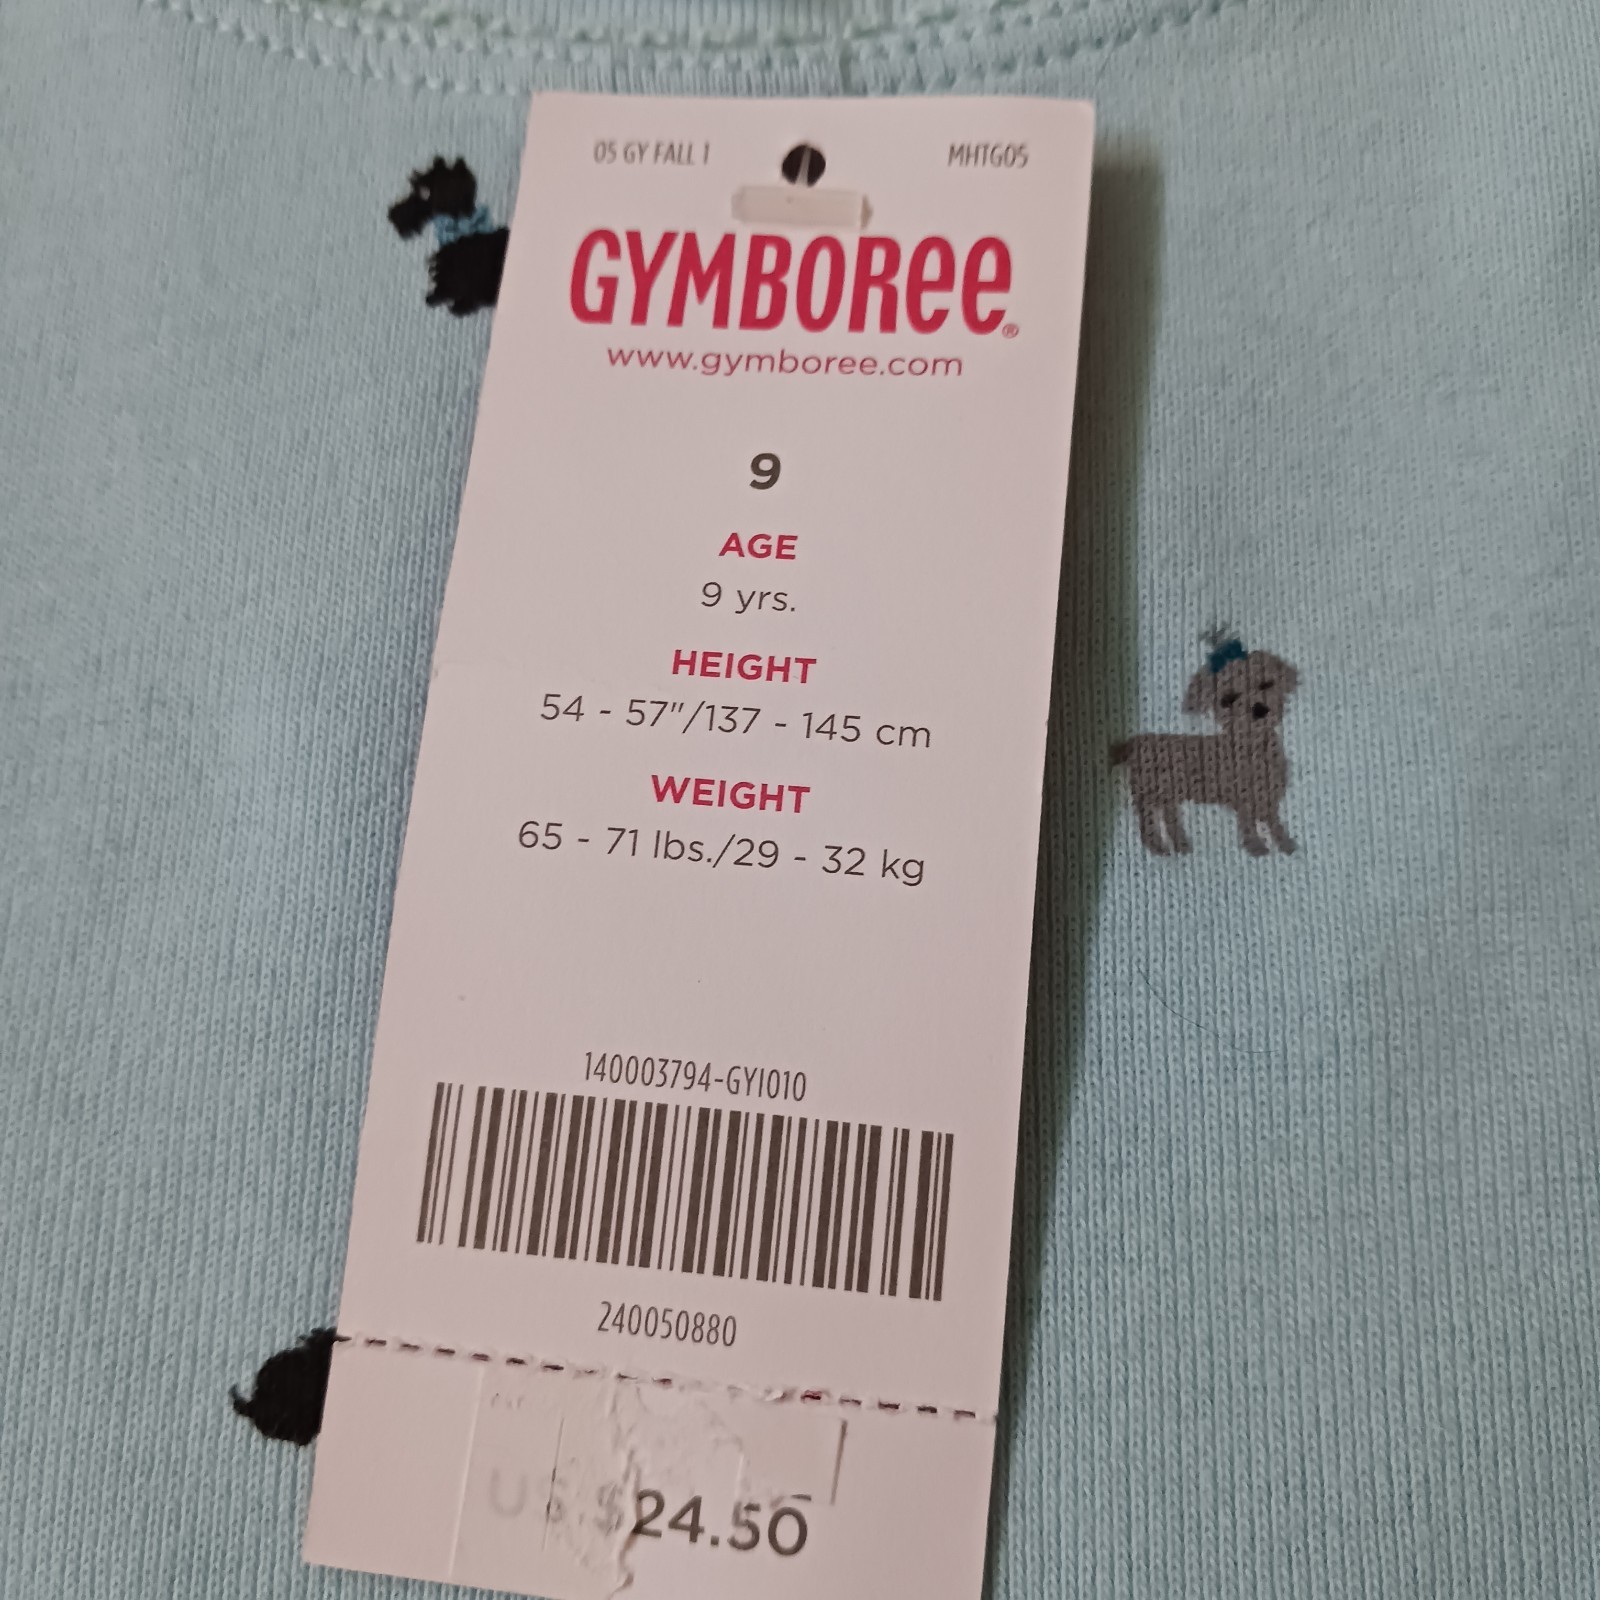 05 GY FALL 1 MHTG05
GYMBOREE®
www.gymboree.com
9
AGE
9 yrs.
HEIGHT
54 - 57"/137 - 145 cm
WEIGHT
65 - 71 lbs./29 - 32 kg
140003794-GYI010
240050880
US.$24.50